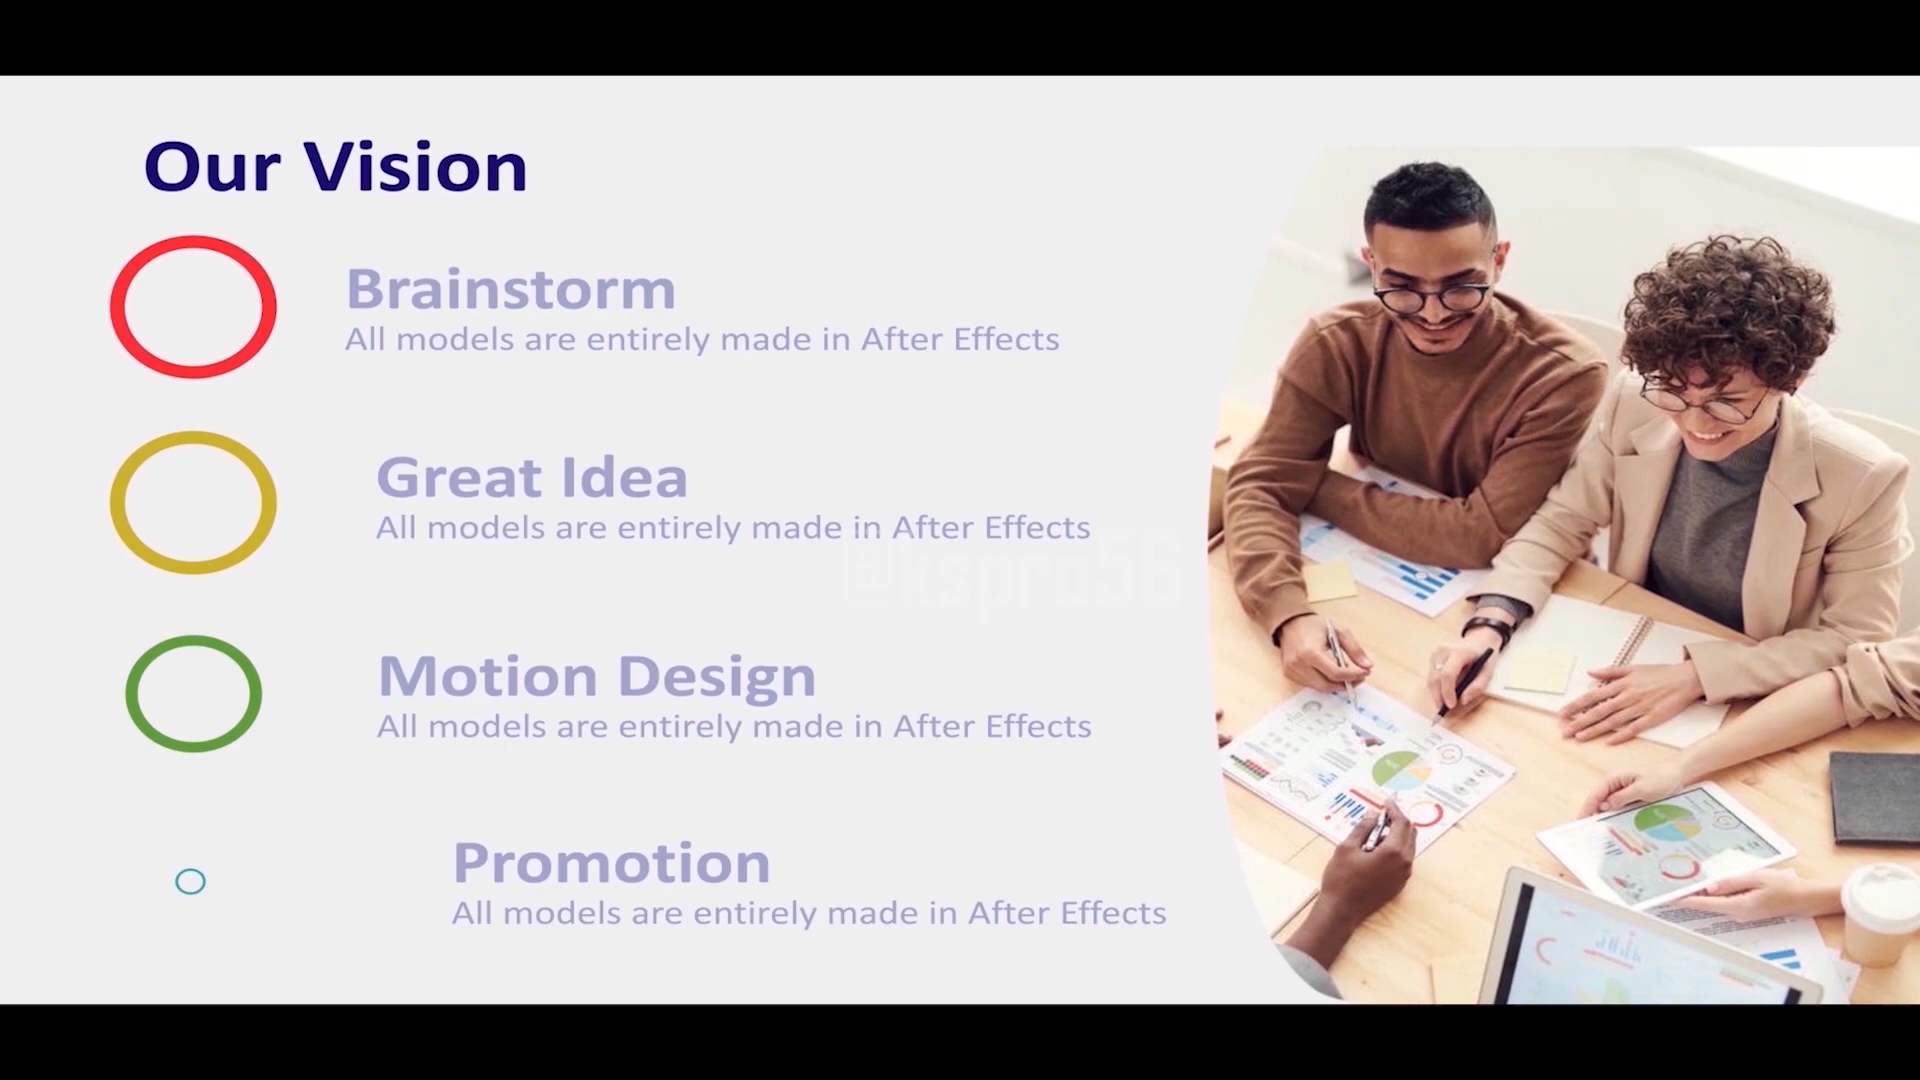 Our Vision
Brainstorm
All models are entirely made in After Effects
Great Idea
All models are entirely made in After Effects
@kspro56
Motion Design
All models are entirely made in After Effects
Promotion
All models are entirely made in After Effects